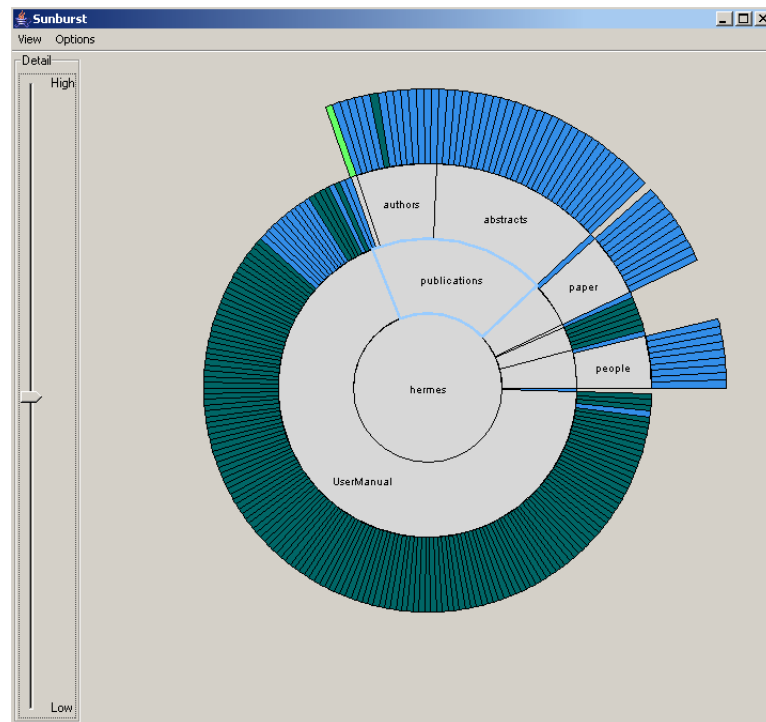 Sunburst
View Options
Detail
High
authors
abstracts
publications
paper
people
hermes
UserManual
Low